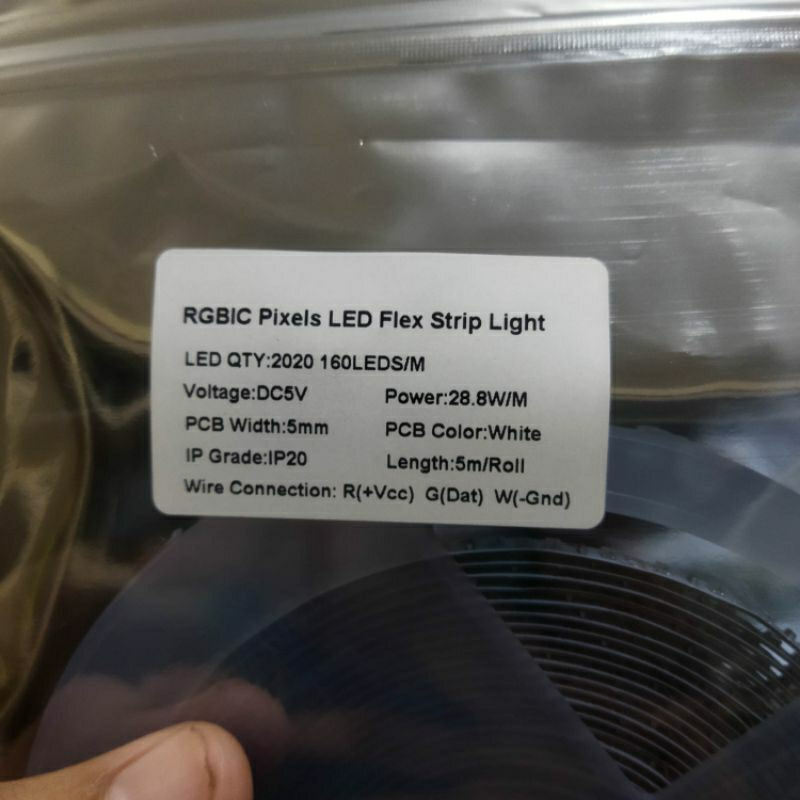 RGBIC Pixels LED Flex Strip Light
LED QTY:2020 160LEDS/M
Voltage:DC5V Power:28.8W/M
PCB Width:5mm PCB Color:White
IP Grade:IP20 Length:5m/Roll
Wire Connection: R(+Vcc) G(Dat) W(-Gnd)